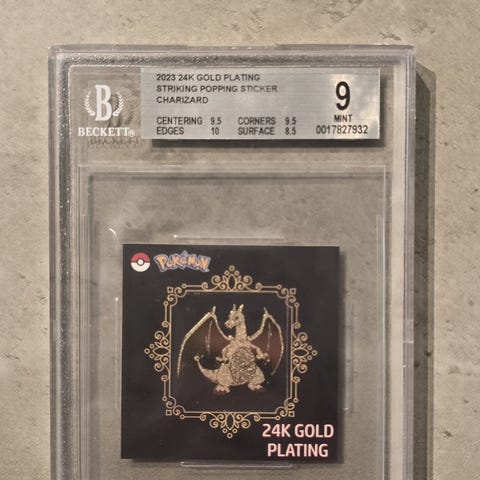 2023 24K GOLD PLATING
STRIKING POPPING STICKER
CHARIZARD
CENTERING 9.5 CORNERS 9.5
EDGES 10 SURFACE 8.5
9
MINT
0017827932
B
BECKETT®
BECKETT
POKéMON
24K GOLD
PLATING